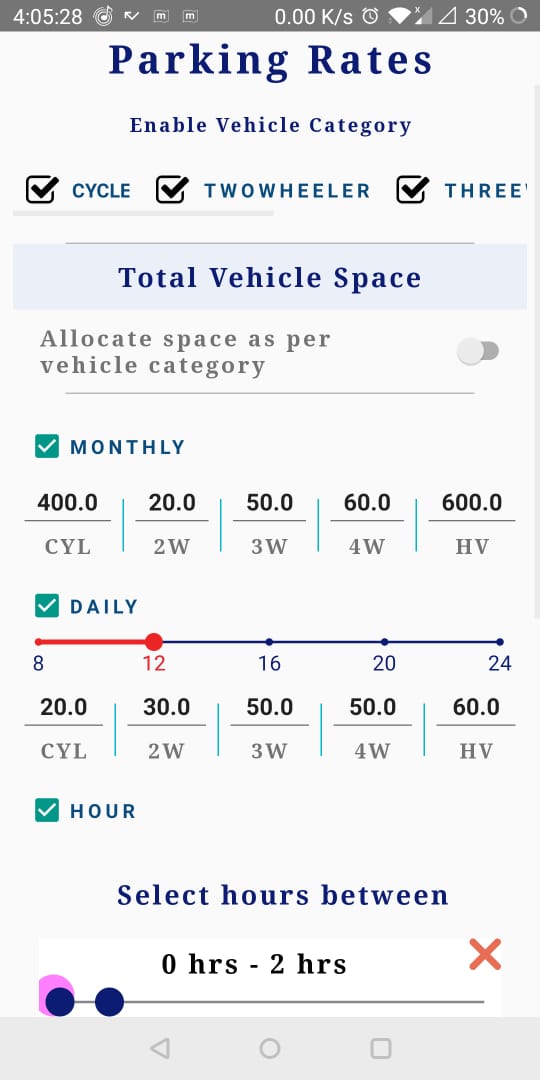 4:05:28 m m 0.00 K/s x 30%
Parking Rates
Enable Vehicle Category
CYCLE TWOWHEELER THREE
Total Vehicle Space
Allocate space as per
vehicle category
MONTHLY
400.0 20.0 50.0 60.0 600.0
CYL 2W 3W 4W HV
DAILY
8 12 16 20 24
20.0 30.0 50.0 50.0 60.0
CYL 2W 3W 4W HV
HOUR
Select hours between
0 hrs - 2 hrs